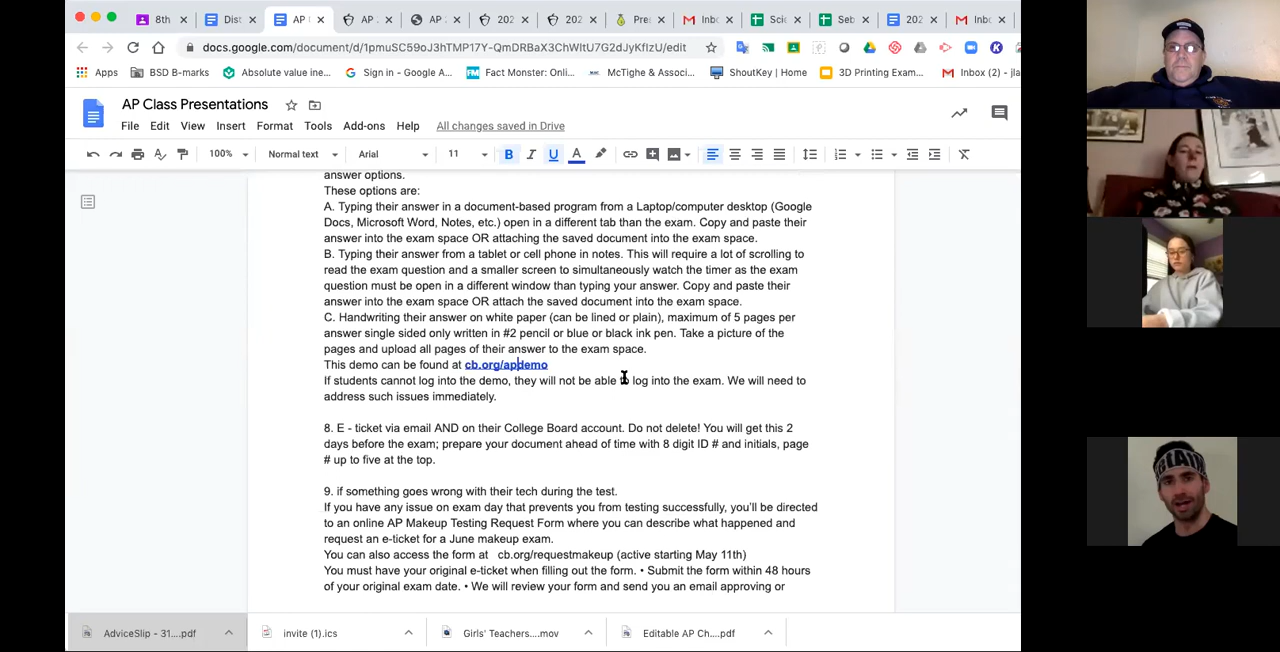 8th
Dist
AP
AP
AP
202
202
Pre
Inbo
Scie
Seb
202
Inbo
docs.google.com/document/d/1pmuSC59oJ3hTMP17Y-QmDRBaX3ChWltU7G2dJyKfIzU/edit
Apps
BSD B-marks
Absolute value ine...
Sign in - Google A...
Fact Monster: Onli...
McTighe & Associ...
ShoutKey | Home
3D Printing Exam...
Inbox (2) - jla
AP Class Presentations
File Edit View Insert Format Tools Add-ons Help All changes saved in Drive
100% Normal text Arial 11 B I U A
answer options.
These options are:
A. Typing their answer in a document-based program from a Laptop/computer desktop (Google
Docs, Microsoft Word, Notes, etc.) open in a different tab than the exam. Copy and paste their
answer into the exam space OR attaching the saved document into the exam space.
B. Typing their answer from a tablet or cell phone in notes. This will require a lot of scrolling to
read the exam question and a smaller screen to simultaneously watch the timer as the exam
question must be open in a different window than typing your answer. Copy and paste their
answer into the exam space OR attach the saved document into the exam space.
C. Handwriting their answer on white paper (can be lined or plain), maximum of 5 pages per
answer single sided only written in #2 pencil or blue or black ink pen. Take a picture of the
pages and upload all pages of their answer to the exam space.
This demo can be found at cb.org/apdemo
If students cannot log into the demo, they will not be able to log into the exam. We will need to
address such issues immediately.
8. E - ticket via email AND on their College Board account. Do not delete! You will get this 2
days before the exam; prepare your document ahead of time with 8 digit ID # and initials, page
# up to five at the top.
9. if something goes wrong with their tech during the test.
If you have any issue on exam day that prevents you from testing successfully, you'll be directed
to an online AP Makeup Testing Request Form where you can describe what happened and
request an e-ticket for a June makeup exam.
You can also access the form at cb.org/requestmakeup (active starting May 11th)
You must have your original e-ticket when filling out the form. • Submit the form within 48 hours
of your original exam date. • We will review your form and send you an email approving or
AdviceSlip - 31....pdf
invite (1).ics
Girls' Teachers....mov
Editable AP Ch....pdf